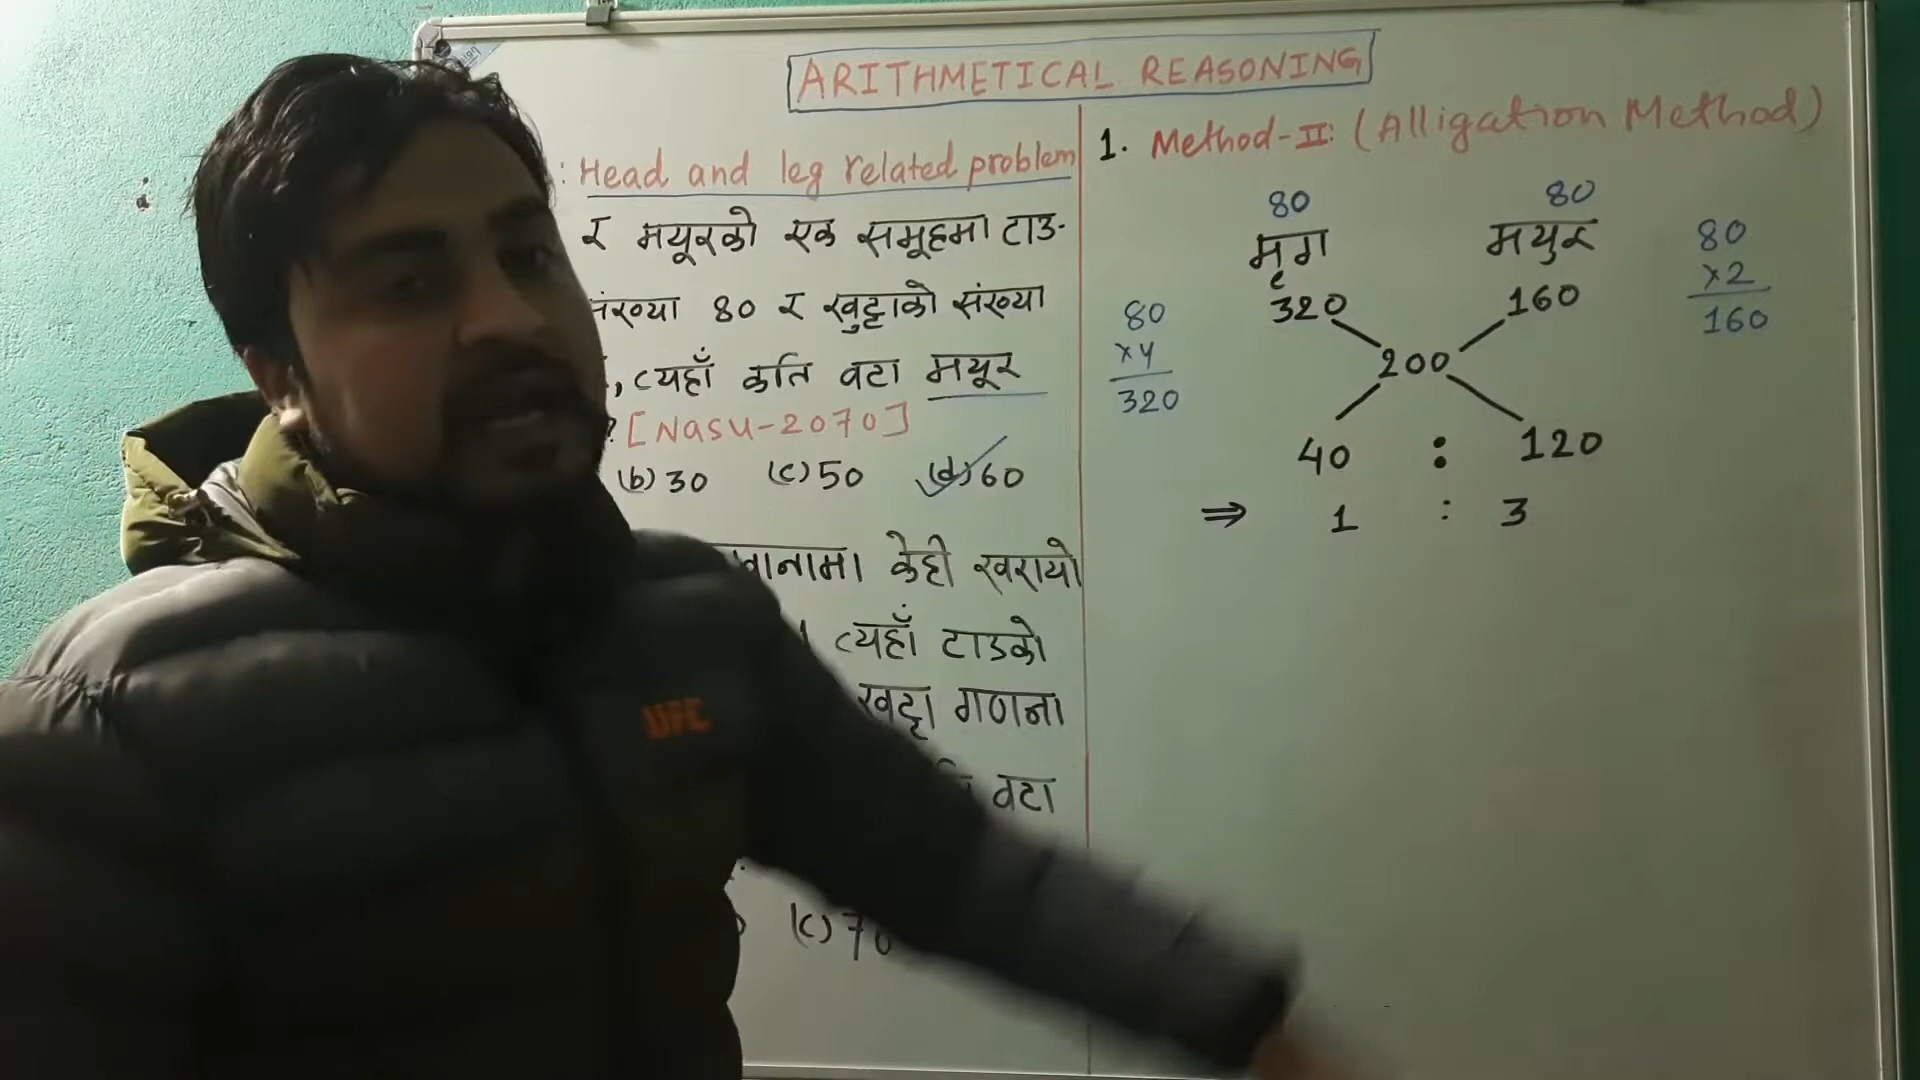 ARITHMETICAL REASONING
: Head and leg related problem
र मयूरको एक समूहमा टाउ-
संख्या 80 र खुट्टाको संख्या
, त्यहाँ कति वटा मयूर
? [Nasu-2070]
(b) 30 (c) 50 (d) 60
केही खरायो
त्यहाँ टाउको
खुट्टा गणना
वटा
(c) 70
1. Method-II: (Alligation Method)
80 80
मृग मयुर
320 160
200
40 : 120
⇒ 1 : 3
80
×4
320
80
×2
160
UFC